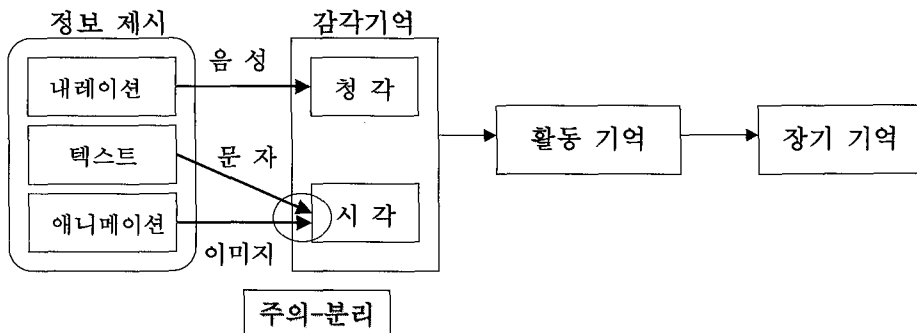 정보 제시
감각기억
음 성
내레이션
청 각
활동 기억
장기 기억
텍스트
문 자
시 각
애니메이션
이미지
주의-분리